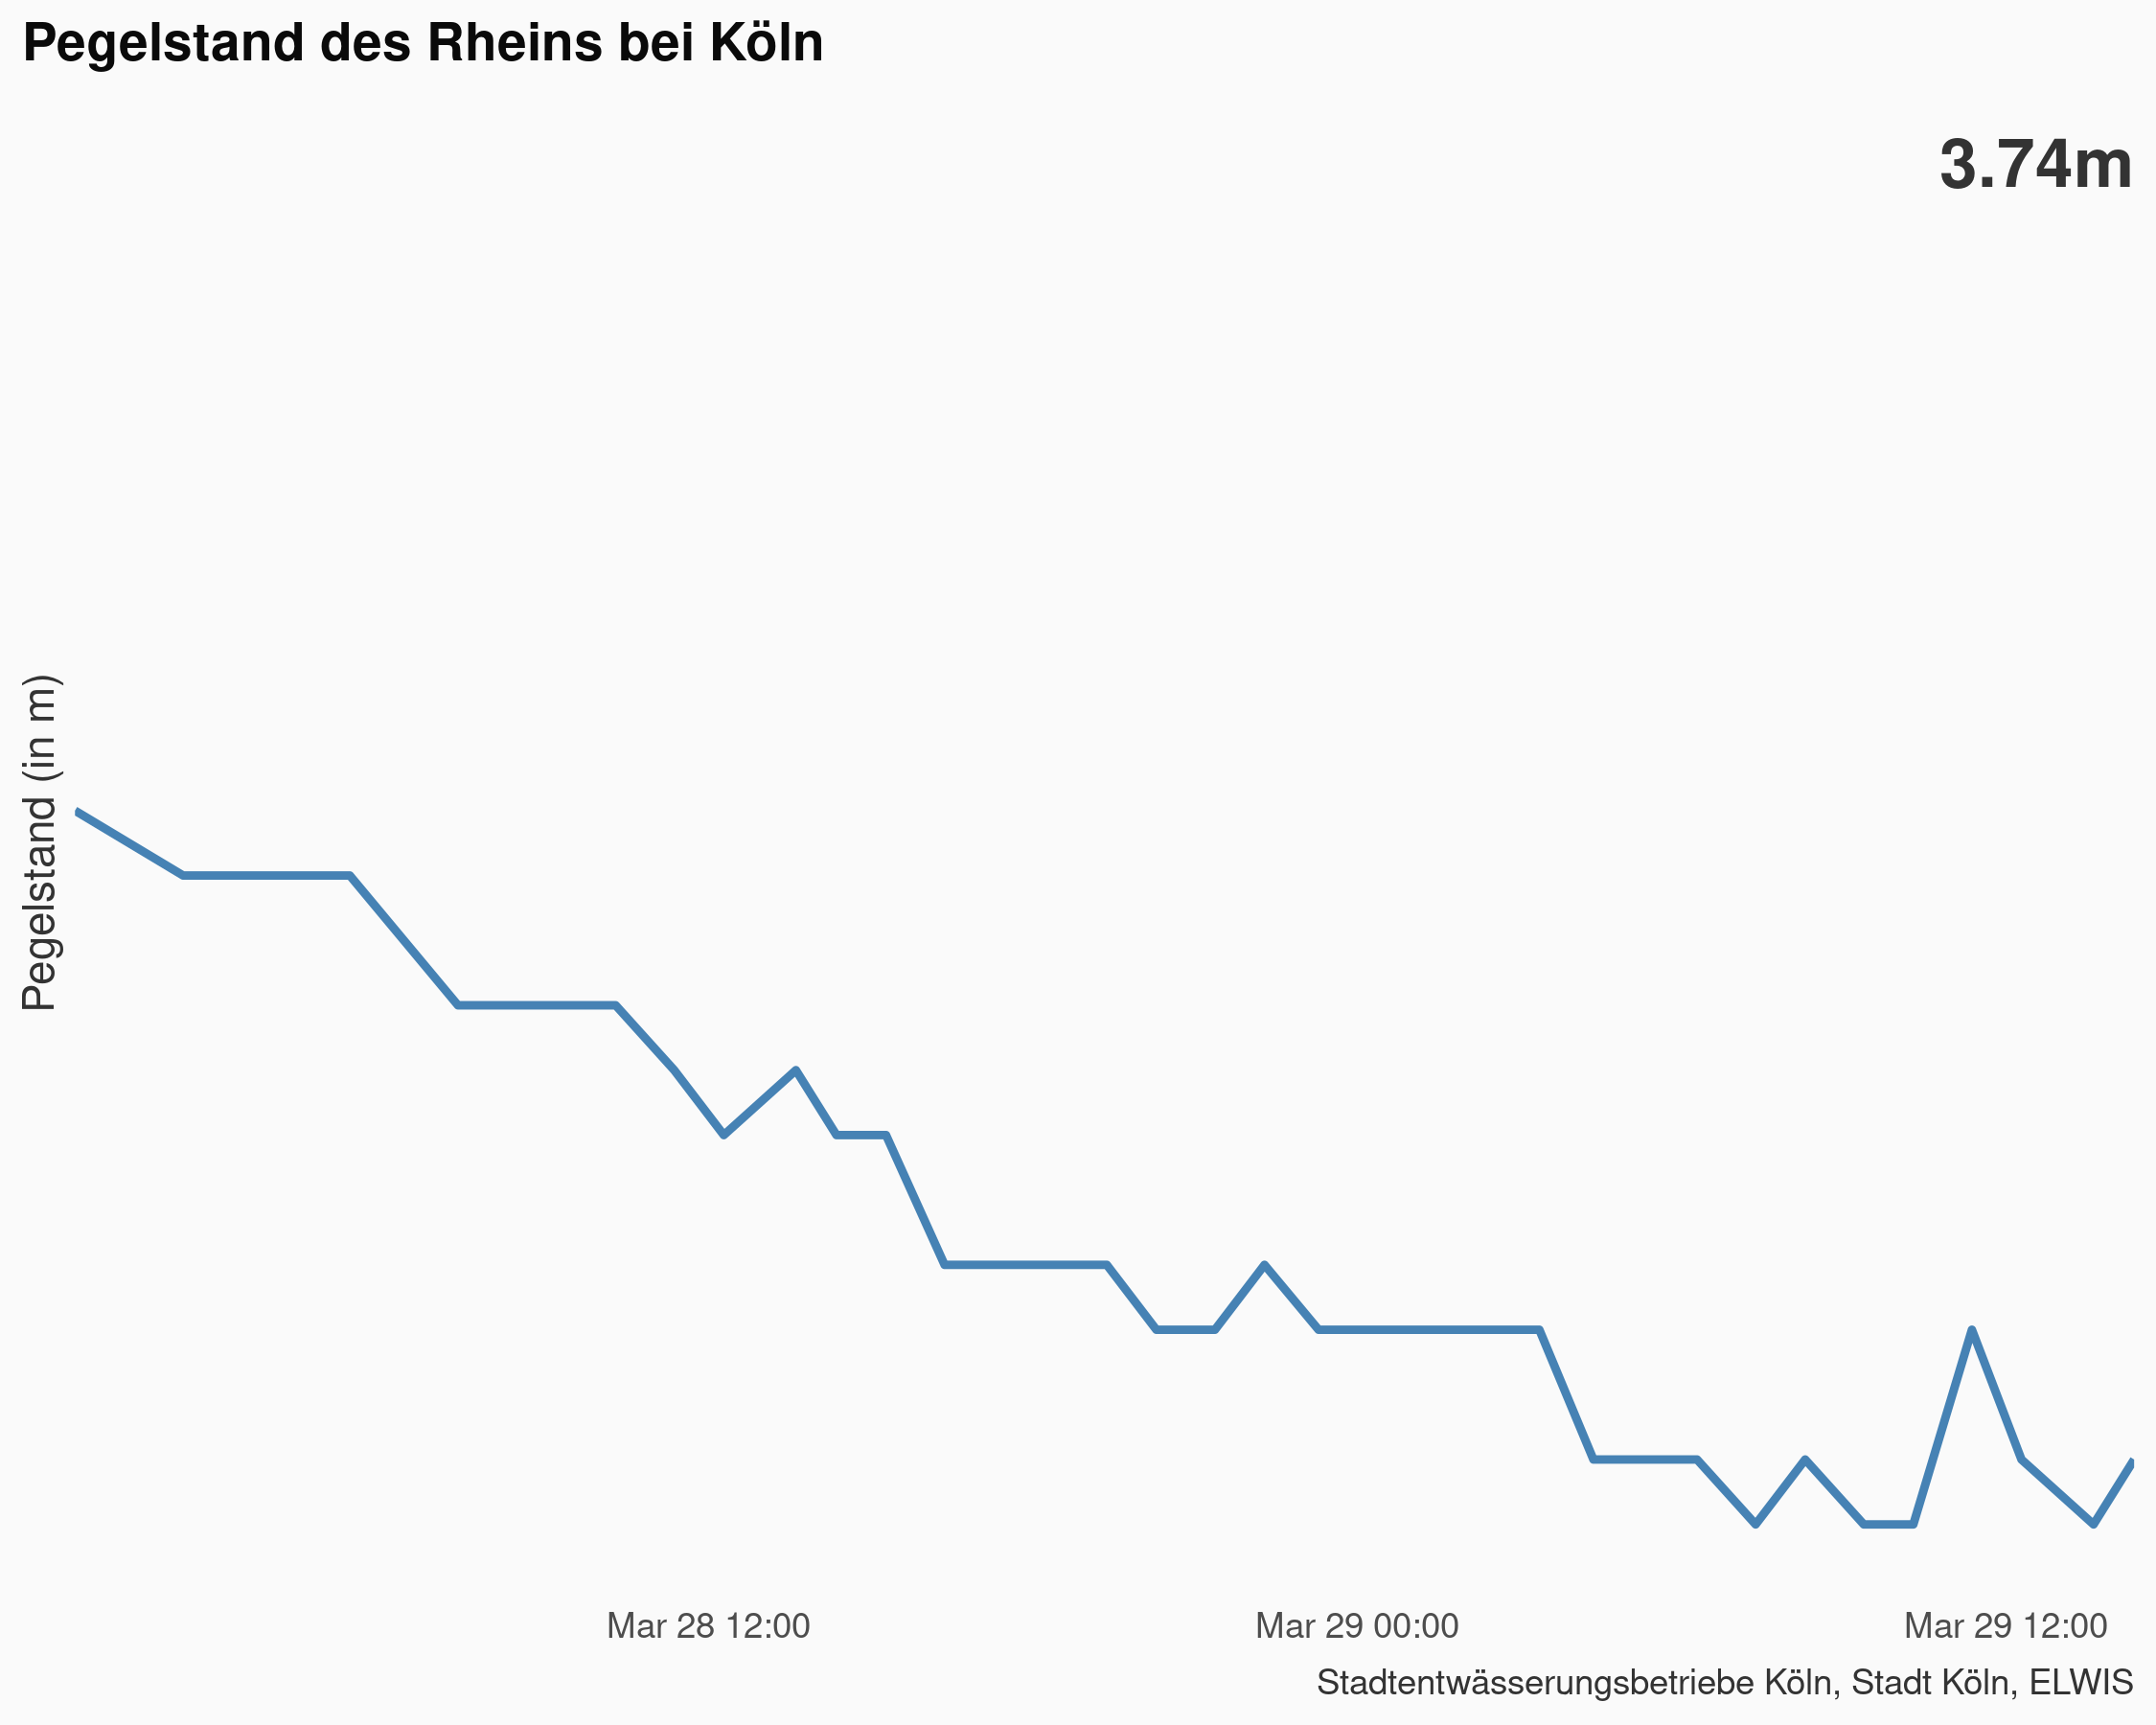 Pegelstand des Rheins bei Köln
3.74m
Pegelstand (in m)
Mar 28 12:00
Mar 29 00:00
Mar 29 12:00
Stadtentwässerungsbetriebe Köln, Stadt Köln, ELWIS